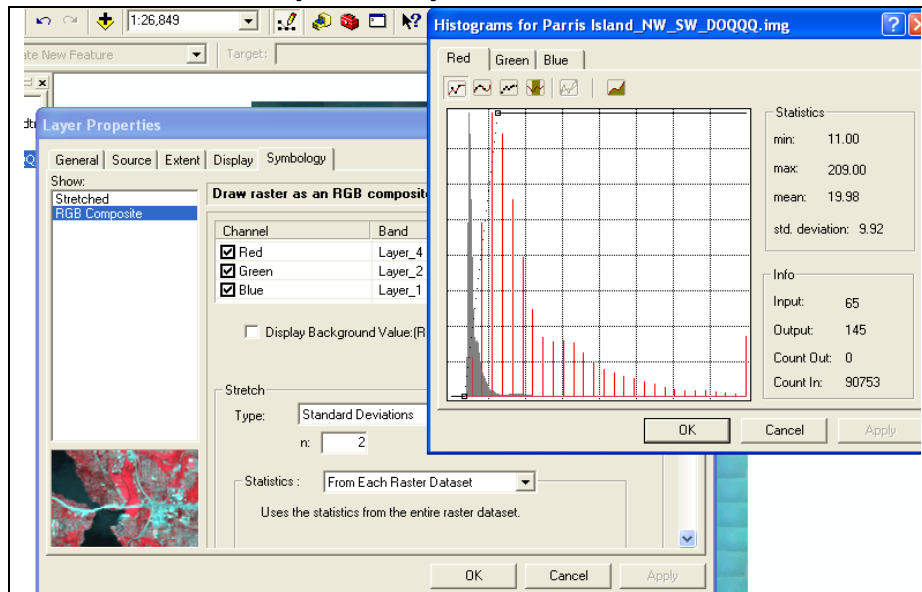 1:26,849
ate New Feature
Target:
Layer Properties
General Source Extent Display Symbology
Show:
Stretched
RGB Composite
Draw raster as an RGB composite
Channel Band
Red Layer_4
Green Layer_2
Blue Layer_1
Display Background Value:(R
Stretch
Type: Standard Deviations
n: 2
Statistics : From Each Raster Dataset
Uses the statistics from the entire raster dataset.
OK Cancel Apply
Histograms for Parris Island_NW_SW_DOQQQ.img
Red Green Blue
Statistics
min: 11.00
max: 209.00
mean: 19.98
std. deviation: 9.92
Info
Input: 65
Output: 145
Count Out: 0
Count In: 90753
OK Cancel Apply